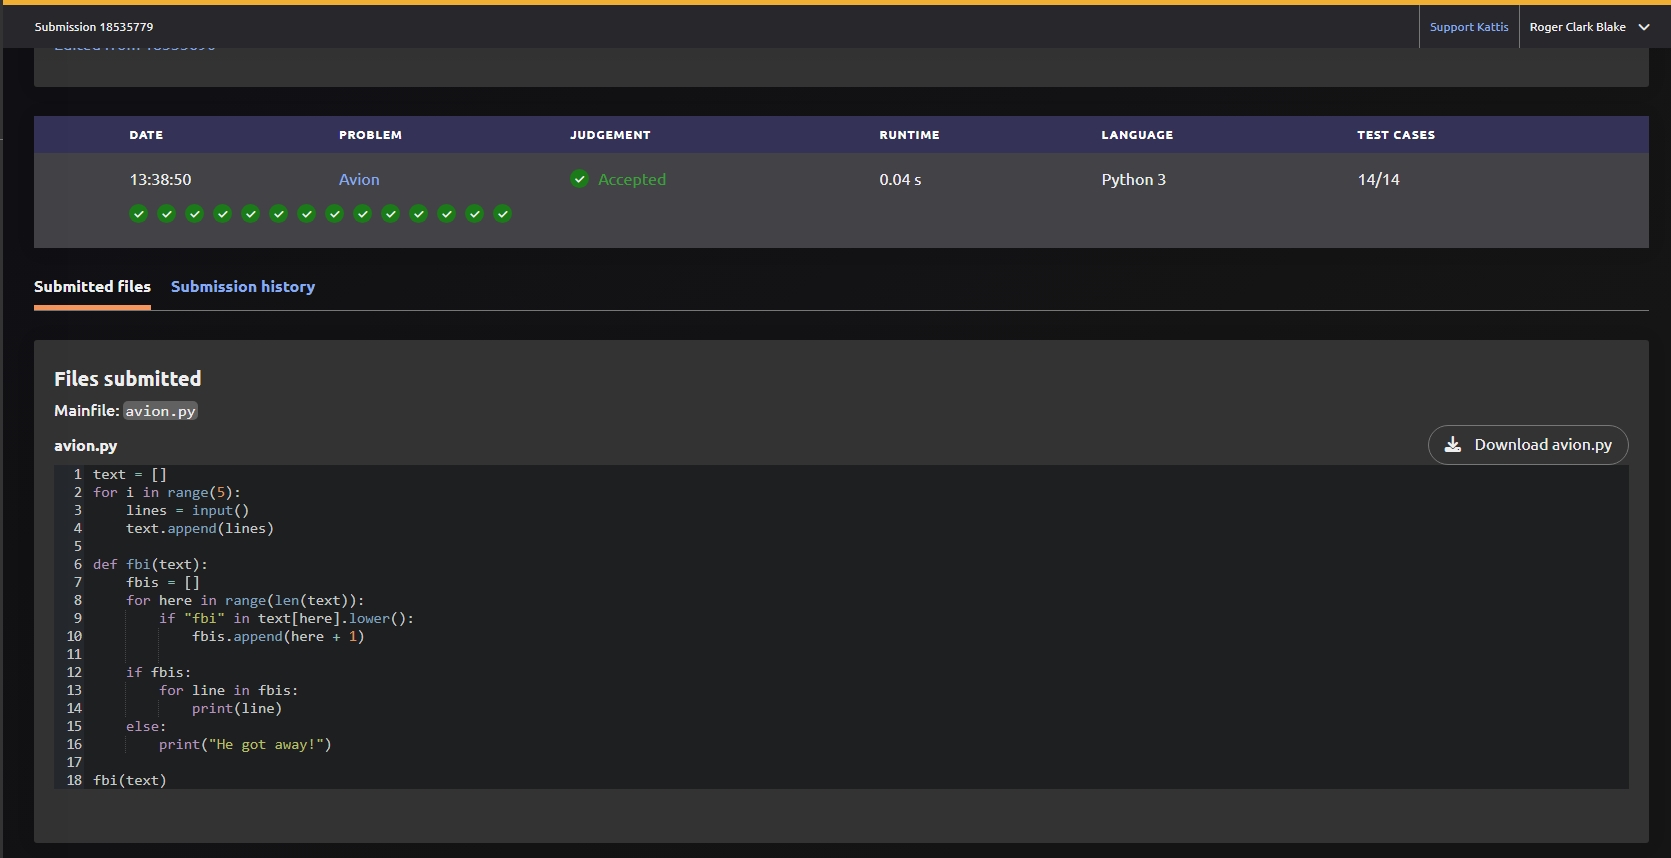 Submission 18535779
Support Kattis
Roger Clark Blake
DATE PROBLEM JUDGEMENT RUNTIME LANGUAGE TEST CASES
13:38:50 Avion Accepted 0.04 s Python 3 14/14
Submitted files Submission history
Files submitted
Mainfile: avion.py
avion.py
Download avion.py
1 text = []
2 for i in range(5):
3     lines = input()
4     text.append(lines)
5
6 def fbi(text):
7     fbis = []
8     for here in range(len(text)):
9         if "fbi" in text[here].lower():
10             fbis.append(here + 1)
11
12     if fbis:
13         for line in fbis:
14             print(line)
15     else:
16         print("He got away!")
17
18 fbi(text)